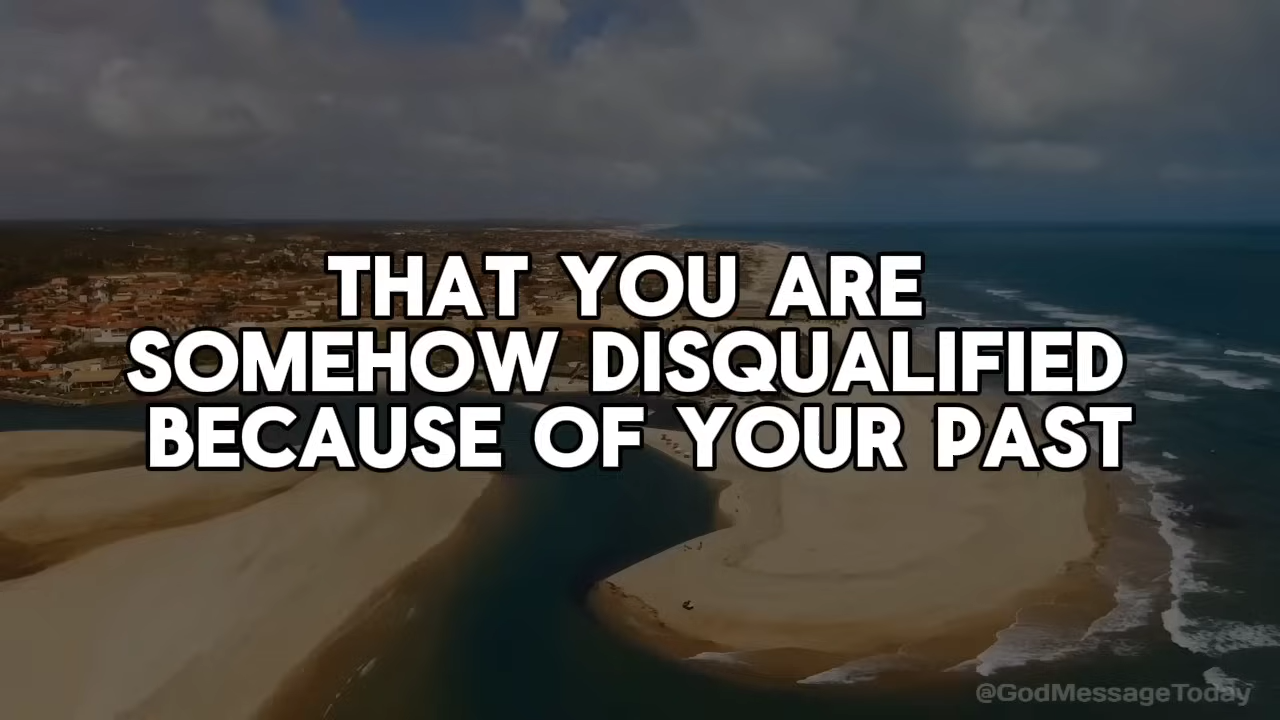 THAT YOU ARE
SOMEHOW DISQUALIFIED
BECAUSE OF YOUR PAST
@GodMessageToday